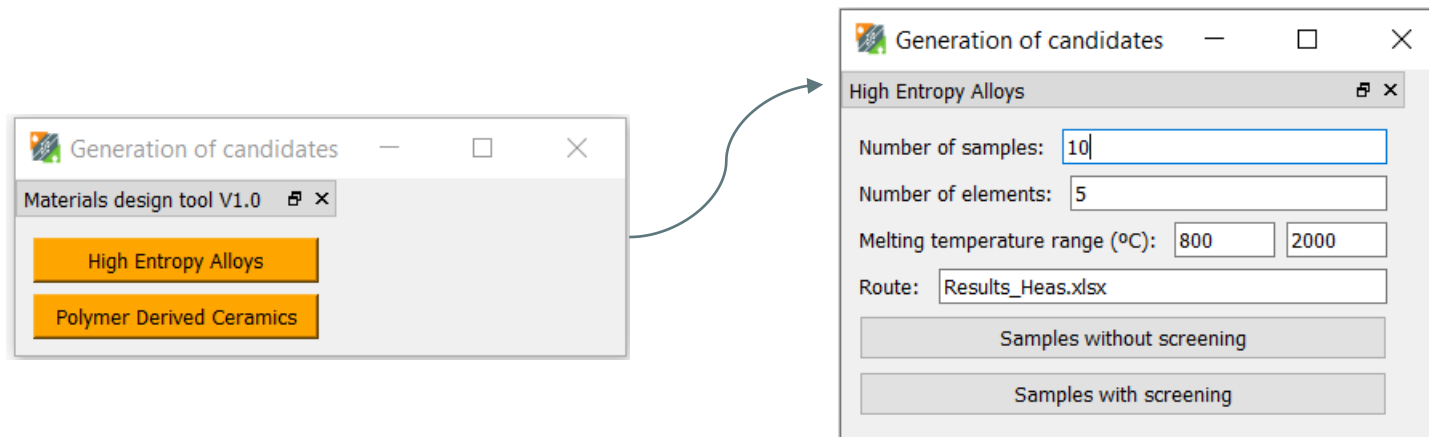 Generation of candidates
Materials design tool V1.0
High Entropy Alloys
Polymer Derived Ceramics
Generation of candidates
High Entropy Alloys
Number of samples: 10
Number of elements: 5
Melting temperature range (ºC): 800 2000
Route: Results_Heas.xlsx
Samples without screening
Samples with screening